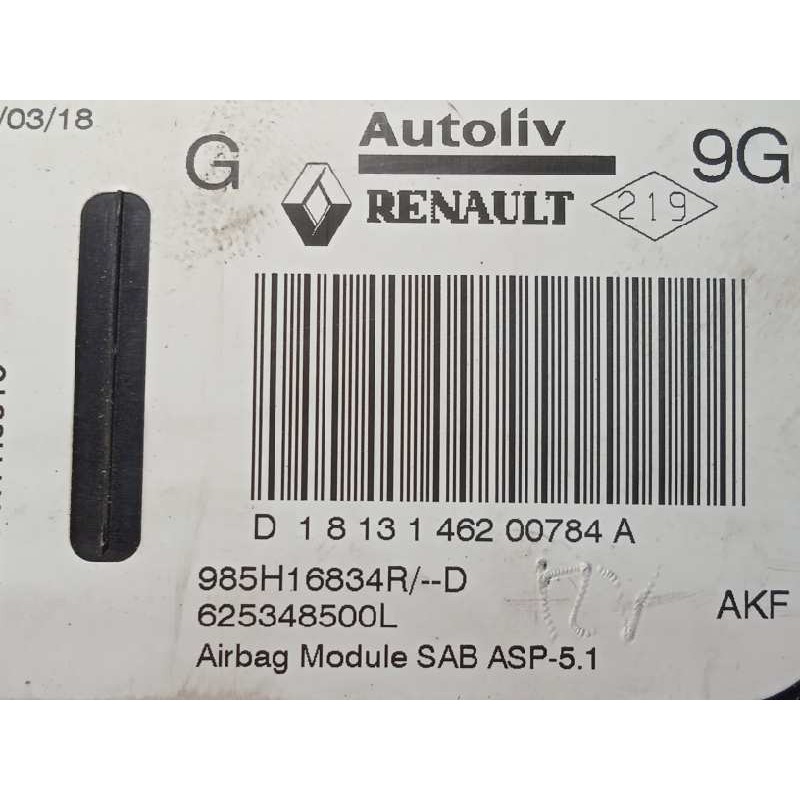 /03/18
G
Autoliv
9G
RENAULT
219
D 1 8 13 1 462 00784 A
985H16834R/--D
625348500L
AKF
Airbag Module SAB ASP-5.1